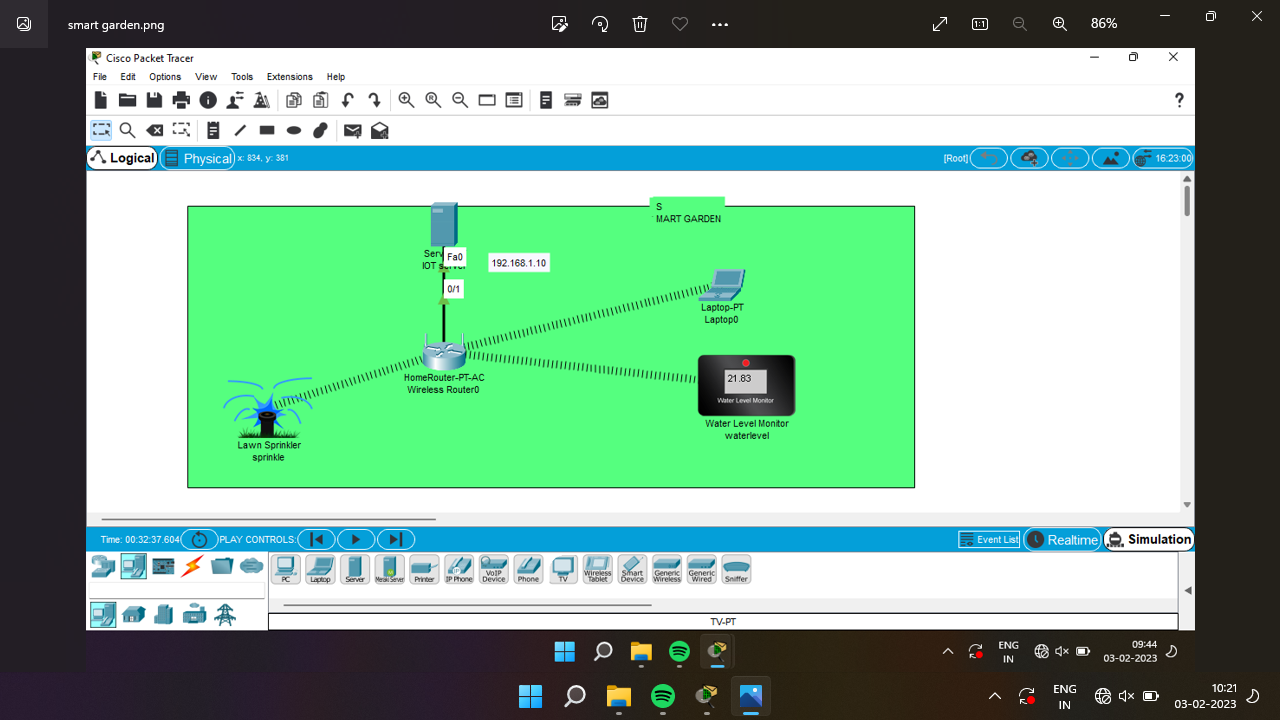 smart garden.png
86%
Cisco Packet Tracer
File Edit Options View Tools Extensions Help
?
Logical Physical x: 834, y: 381 [Root] 16:23:00
S
MART GARDEN
Fa0
192.168.1.10
IOT server
0/1
Laptop-PT
Laptop0
HomeRouter-PT-AC
Wireless Router0
21.83
Water Level Monitor
Water Level Monitor
waterlevel
Lawn Sprinkler
sprinkle
Time: 00:32:37.604 PLAY CONTROLS: Event List Realtime Simulation
PC Laptop Server Meraki Server Printer IP Phone VoIP Device Phone TV Wireless Tablet Smart Device Generic Wireless Generic Wired Sniffer
TV-PT
ENG
IN
09:44
03-02-2023
ENG
IN
10:21
03-02-2023